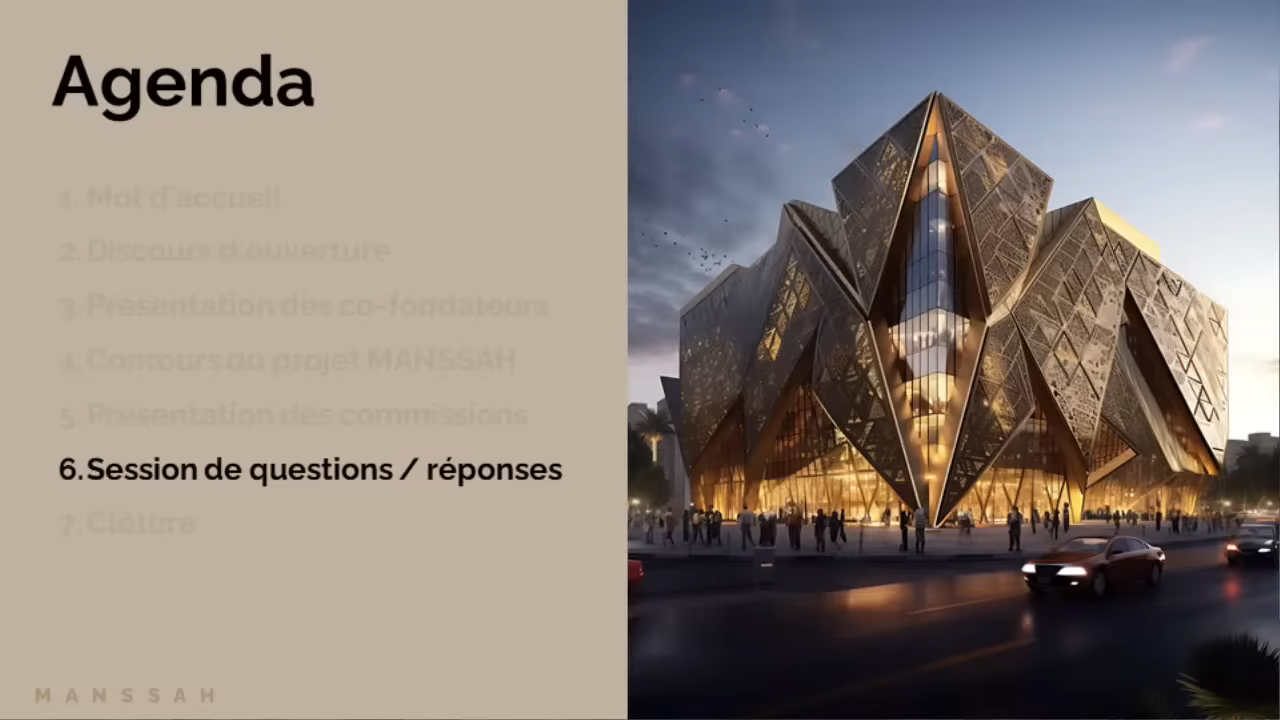 Agenda
1. Mot d'accueil
2. Discours d'ouverture
3. Présentation des co-fondateurs
4. Contours du projet MANSSAH
5. Présentation des commissions
6. Session de questions / réponses
7. Clôture
MANSSAH